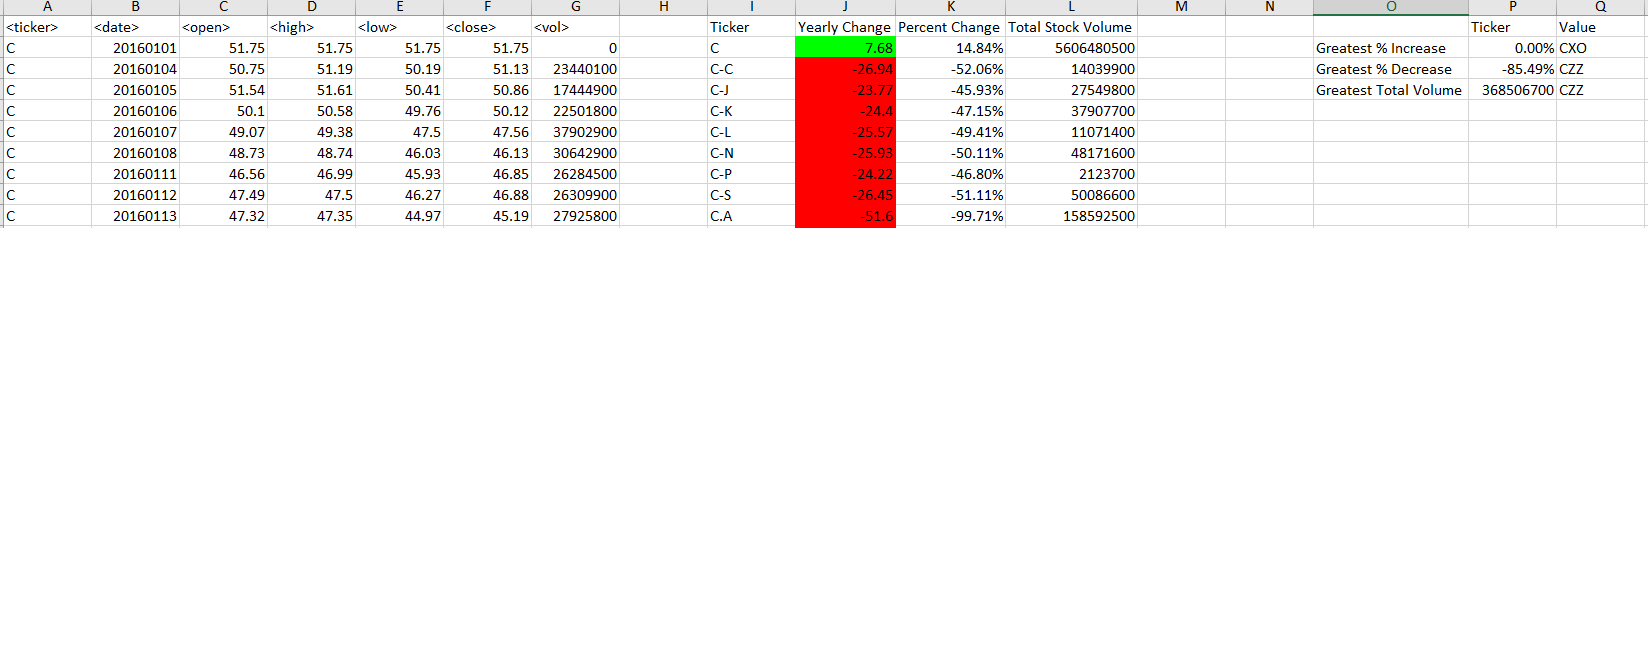 A B C D E F G H I J K L M N O P Q
<ticker> <date> <open> <high> <low> <close> <vol> Ticker Yearly Change Percent Change Total Stock Volume Ticker Value
C 20160101 51.75 51.75 51.75 51.75 0 C 7.68 14.84% 5606480500 Greatest % Increase 0.00% CXO
C 20160104 50.75 51.19 50.19 51.13 23440100 C-C -26.94 -52.06% 14039900 Greatest % Decrease -85.49% CZZ
C 20160105 51.54 51.61 50.41 50.86 17444900 C-J -23.77 -45.93% 27549800 Greatest Total Volume 368506700 CZZ
C 20160106 50.1 50.58 49.76 50.12 22501800 C-K -24.4 -47.15% 37907700
C 20160107 49.07 49.38 47.5 47.56 37902900 C-L -25.57 -49.41% 11071400
C 20160108 48.73 48.74 46.03 46.13 30642900 C-N -25.93 -50.11% 48171600
C 20160111 46.56 46.99 45.93 46.85 26284500 C-P -24.22 -46.80% 2123700
C 20160112 47.49 47.5 46.27 46.88 26309900 C-S -26.45 -51.11% 50086600
C 20160113 47.32 47.35 44.97 45.19 27925800 C.A -51.6 -99.71% 158592500